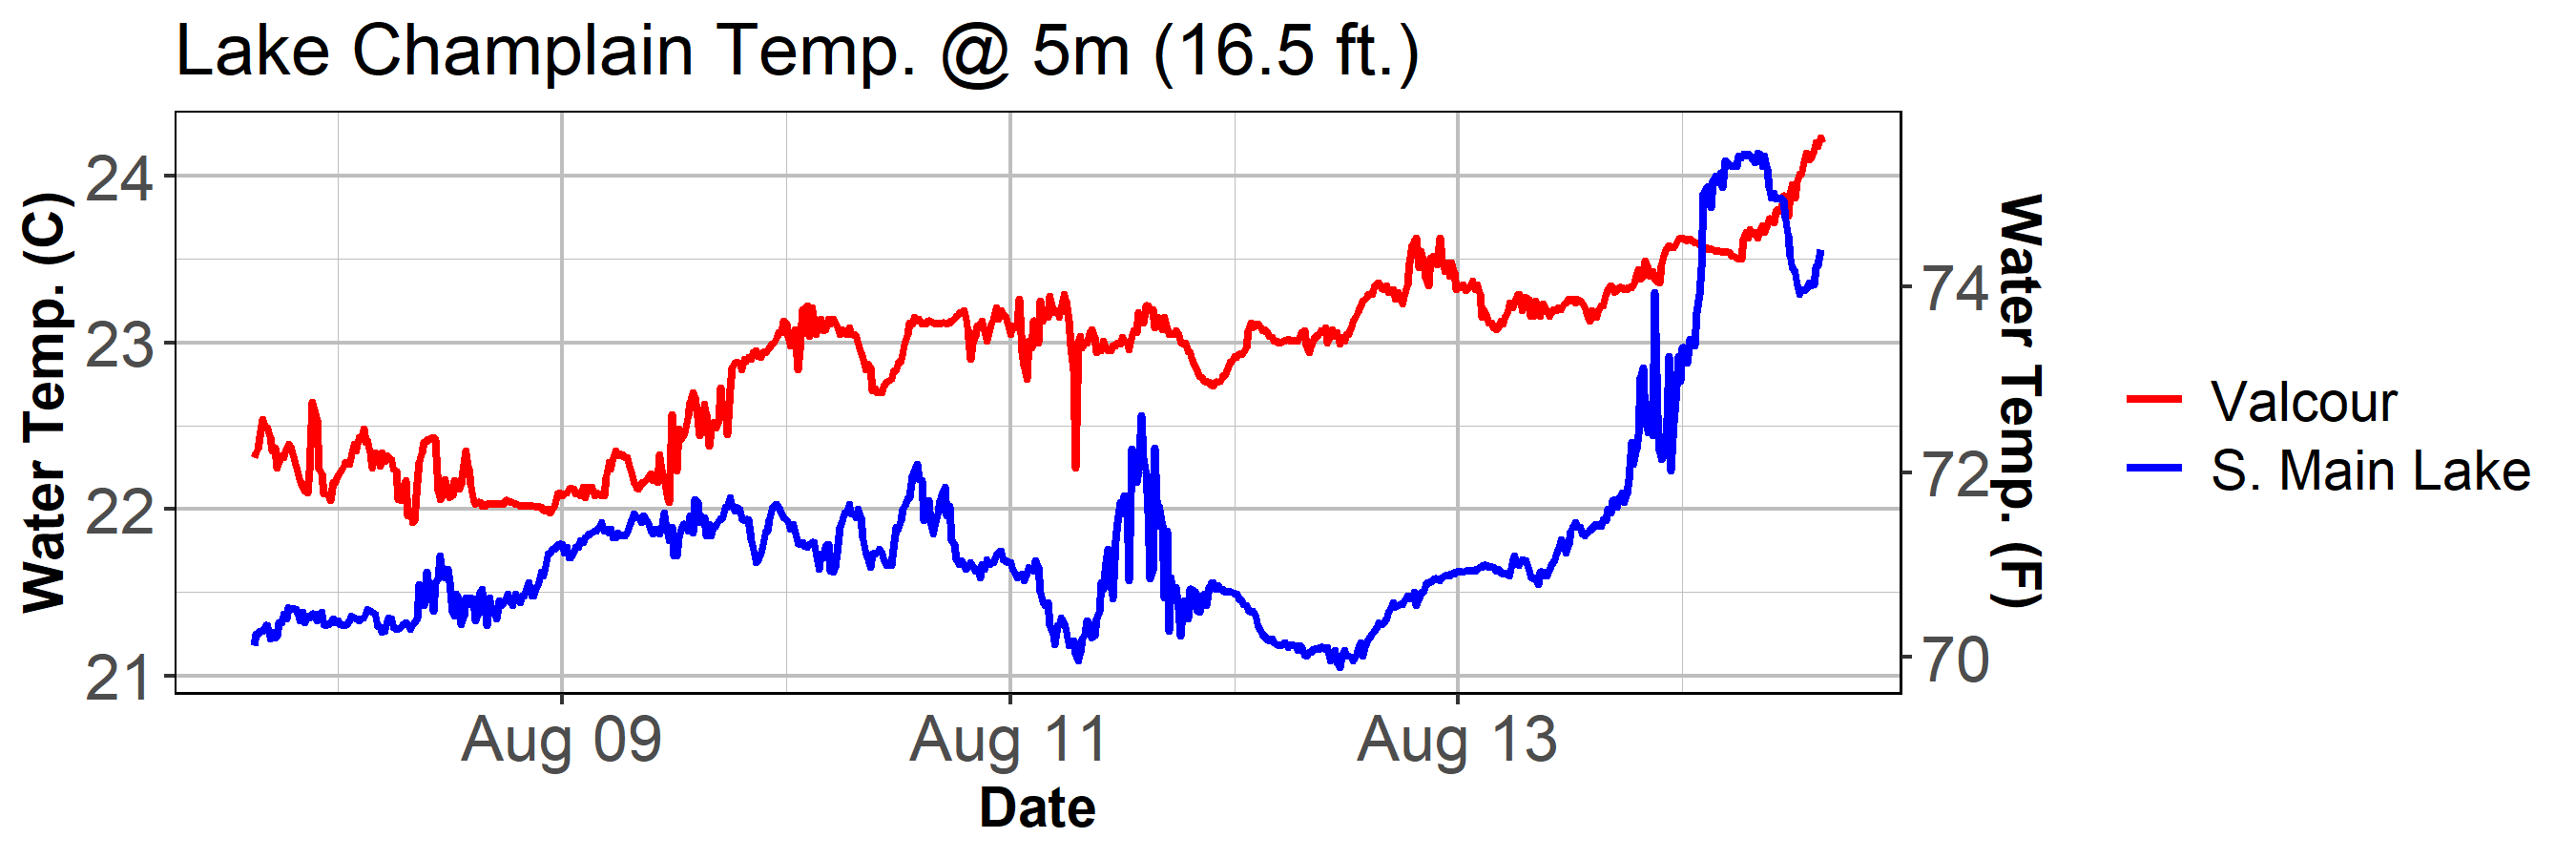 Lake Champlain Temp. @ 5m (16.5 ft.)
Water Temp. (C)
24
23
22
21
Aug 09
Aug 11
Aug 13
Date
74
72
70
Water Temp. (F)
Valcour
S. Main Lake